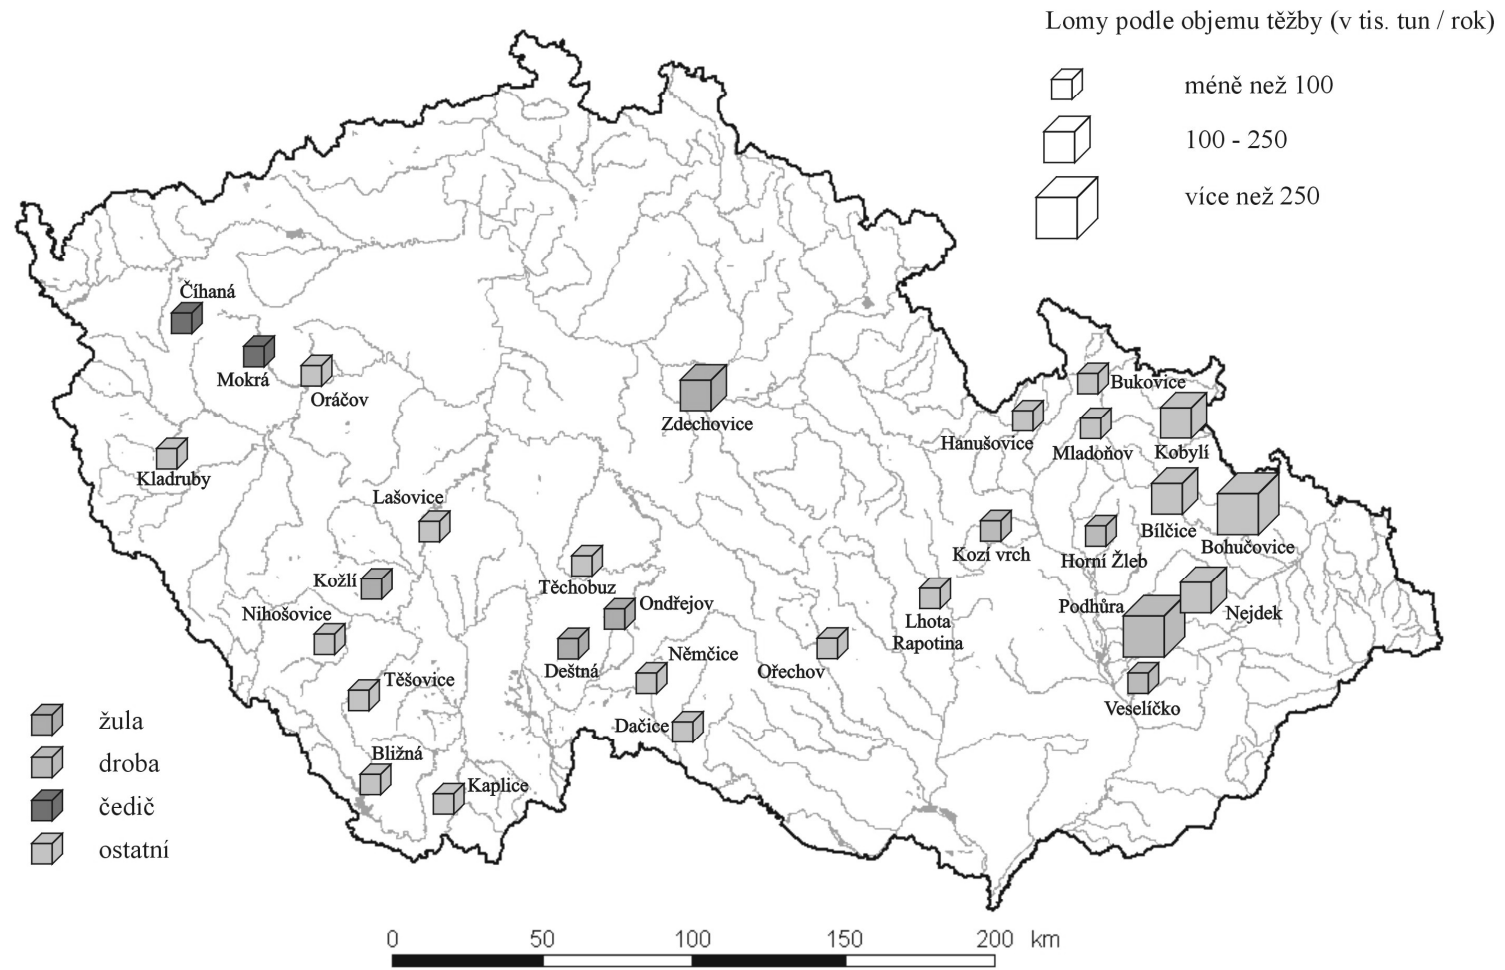 Lomy podle objemu těžby (v tis. tun / rok)
méně než 100
100 - 250
více než 250
Číhaná
Mokrá
Oráčov
Kladruby
Zdechovice
Bukovice
Hanušovice
Mladoňov
Kobylí
Lašovice
Bílčice
Bohučovice
Kozí vrch
Horní Žleb
Kožlí
Těchobuz
Ondřejov
Nihošovice
Lhota
Rapotina
Podhůra
Nejdek
Deštná
Němčice
Ořechov
Těšovice
Veselíčko
Dačice
Bližná
Kaplice
žula
droba
čedič
ostatní
0 50 100 150 200 km